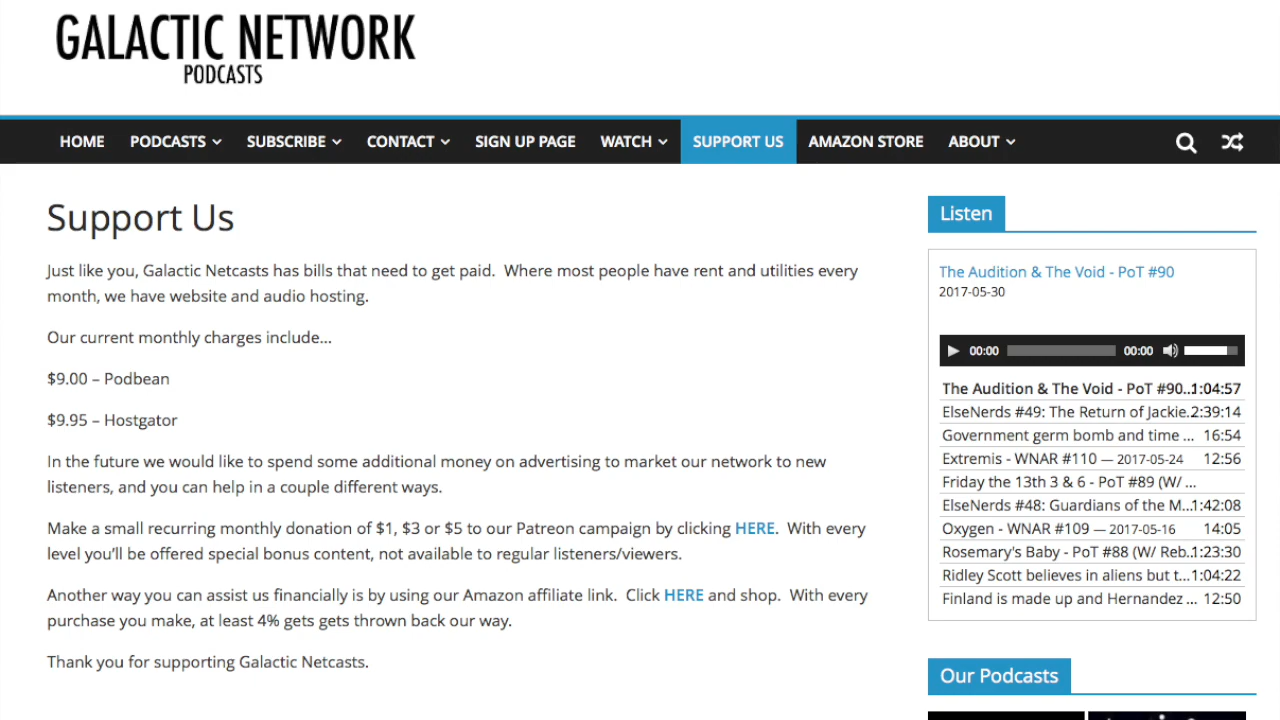 GALACTIC NETWORK
PODCASTS
HOME PODCASTS SUBSCRIBE CONTACT SIGN UP PAGE WATCH SUPPORT US AMAZON STORE ABOUT
Support Us
Just like you, Galactic Netcasts has bills that need to get paid.  Where most people have rent and utilities every
month, we have website and audio hosting.
Our current monthly charges include...
$9.00 – Podbean
$9.95 – Hostgator
In the future we would like to spend some additional money on advertising to market our network to new
listeners, and you can help in a couple different ways.
Make a small recurring monthly donation of $1, $3 or $5 to our Patreon campaign by clicking HERE.  With every
level you'll be offered special bonus content, not available to regular listeners/viewers.
Another way you can assist us financially is by using our Amazon affiliate link.  Click HERE and shop.  With every
purchase you make, at least 4% gets gets thrown back our way.
Thank you for supporting Galactic Netcasts.
Listen
The Audition & The Void - PoT #90
2017-05-30
00:00 00:00
The Audition & The Void - PoT #90...1:04:57
ElseNerds #49: The Return of Jackie...2:39:14
Government germ bomb and time ... 16:54
Extremis - WNAR #110 — 2017-05-24 12:56
Friday the 13th 3 & 6 - PoT #89 (W/ ...
ElseNerds #48: Guardians of the M...1:42:08
Oxygen - WNAR #109 — 2017-05-16 14:05
Rosemary's Baby - PoT #88 (W/ Reb...1:23:30
Ridley Scott believes in aliens but t...1:04:22
Finland is made up and Hernandez ... 12:50
Our Podcasts